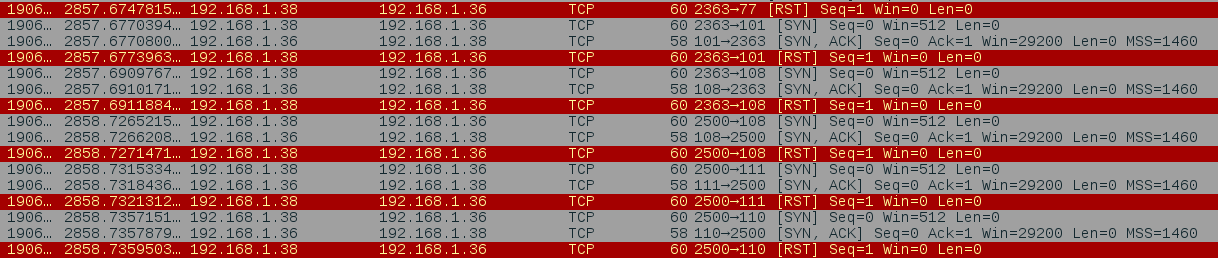 1906… 2857.6747815… 192.168.1.38 192.168.1.36 TCP 60 2363→77 [RST] Seq=1 Win=0 Len=0
1906… 2857.6770394… 192.168.1.38 192.168.1.36 TCP 60 2363→101 [SYN] Seq=0 Win=512 Len=0
1906… 2857.6770800… 192.168.1.36 192.168.1.38 TCP 58 101→2363 [SYN, ACK] Seq=0 Ack=1 Win=29200 Len=0 MSS=1460
1906… 2857.6773963… 192.168.1.38 192.168.1.36 TCP 60 2363→101 [RST] Seq=1 Win=0 Len=0
1906… 2857.6909767… 192.168.1.38 192.168.1.36 TCP 60 2363→108 [SYN] Seq=0 Win=512 Len=0
1906… 2857.6910171… 192.168.1.36 192.168.1.38 TCP 58 108→2363 [SYN, ACK] Seq=0 Ack=1 Win=29200 Len=0 MSS=1460
1906… 2857.6911884… 192.168.1.38 192.168.1.36 TCP 60 2363→108 [RST] Seq=1 Win=0 Len=0
1906… 2858.7265215… 192.168.1.38 192.168.1.36 TCP 60 2500→108 [SYN] Seq=0 Win=512 Len=0
1906… 2858.7266208… 192.168.1.36 192.168.1.38 TCP 58 108→2500 [SYN, ACK] Seq=0 Ack=1 Win=29200 Len=0 MSS=1460
1906… 2858.7271471… 192.168.1.38 192.168.1.36 TCP 60 2500→108 [RST] Seq=1 Win=0 Len=0
1906… 2858.7315334… 192.168.1.38 192.168.1.36 TCP 60 2500→111 [SYN] Seq=0 Win=512 Len=0
1906… 2858.7318436… 192.168.1.36 192.168.1.38 TCP 58 111→2500 [SYN, ACK] Seq=0 Ack=1 Win=29200 Len=0 MSS=1460
1906… 2858.7321312… 192.168.1.38 192.168.1.36 TCP 60 2500→111 [RST] Seq=1 Win=0 Len=0
1906… 2858.7357151… 192.168.1.38 192.168.1.36 TCP 60 2500→110 [SYN] Seq=0 Win=512 Len=0
1906… 2858.7357879… 192.168.1.36 192.168.1.38 TCP 58 110→2500 [SYN, ACK] Seq=0 Ack=1 Win=29200 Len=0 MSS=1460
1906… 2858.7359503… 192.168.1.38 192.168.1.36 TCP 60 2500→110 [RST] Seq=1 Win=0 Len=0